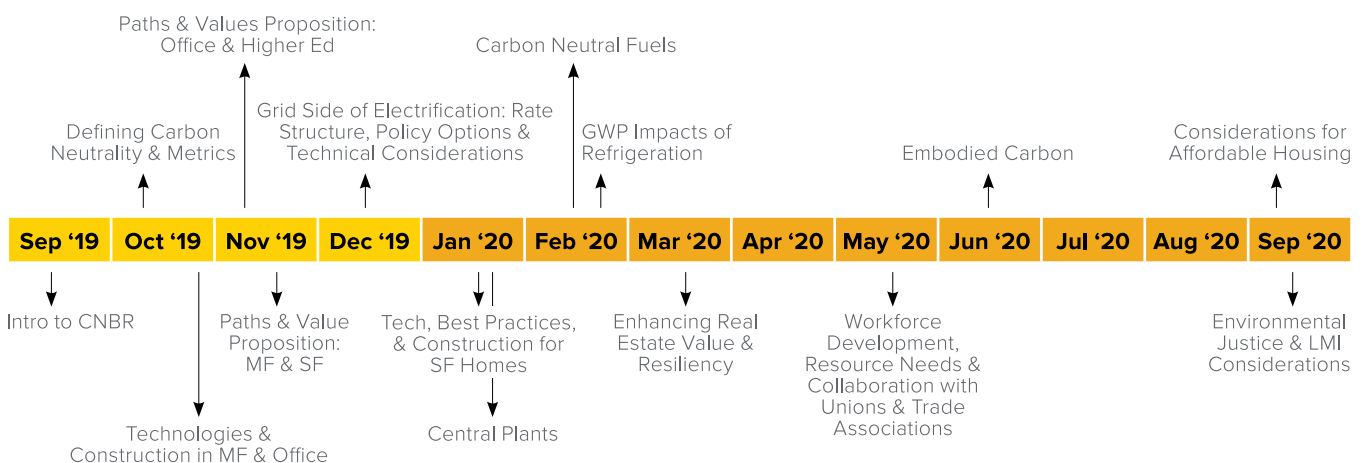 Paths & Values Proposition:
Office & Higher Ed
Carbon Neutral Fuels
Defining Carbon
Neutrality & Metrics
Grid Side of Electrification: Rate
Structure, Policy Options &
Technical Considerations
GWP Impacts of
Refrigeration
Embodied Carbon
Considerations for
Affordable Housing
Sep ‘19
Oct ‘19
Nov ‘19
Dec ‘19
Jan ‘20
Feb ‘20
Mar ‘20
Apr ‘20
May ‘20
Jun ‘20
Jul ‘20
Aug ‘20
Sep ‘20
Intro to CNBR
Paths & Value
Proposition:
MF & SF
Tech, Best Practices,
& Construction for
SF Homes
Enhancing Real
Estate Value &
Resiliency
Workforce
Development,
Resource Needs &
Collaboration with
Unions & Trade
Associations
Environmental
Justice & LMI
Considerations
Technologies &
Construction in MF & Office
Central Plants